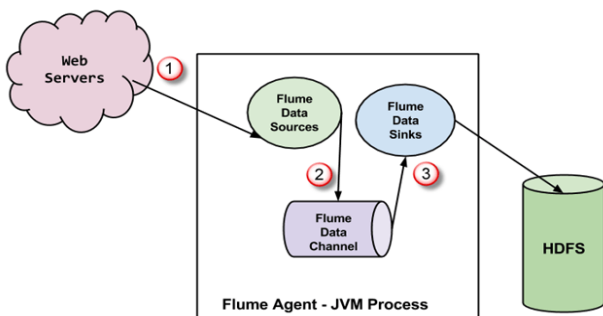 Web
Servers
1
Flume
Data
Sources
Flume
Data
Sinks
2
3
Flume
Data
Channel
HDFS
Flume Agent - JVM Process